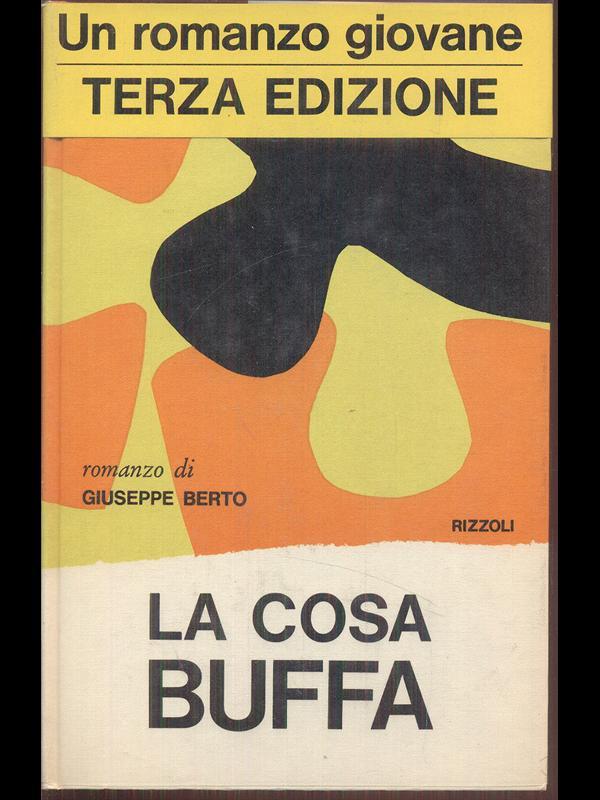 Un romanzo giovane
TERZA EDIZIONE
romanzo di
GIUSEPPE BERTO
RIZZOLI
LA COSA
BUFFA